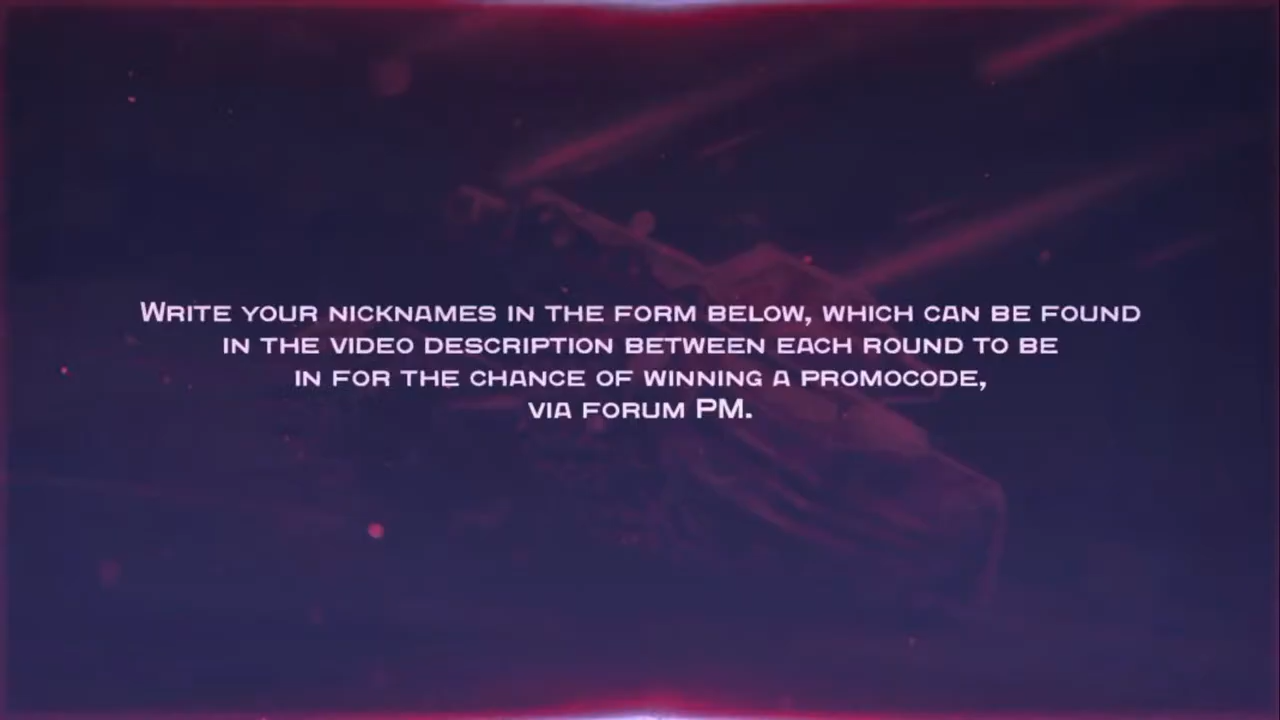 Write your nicknames in the form below, which can be found
in the video description between each round to be
in for the chance of winning a promocode,
via forum PM.